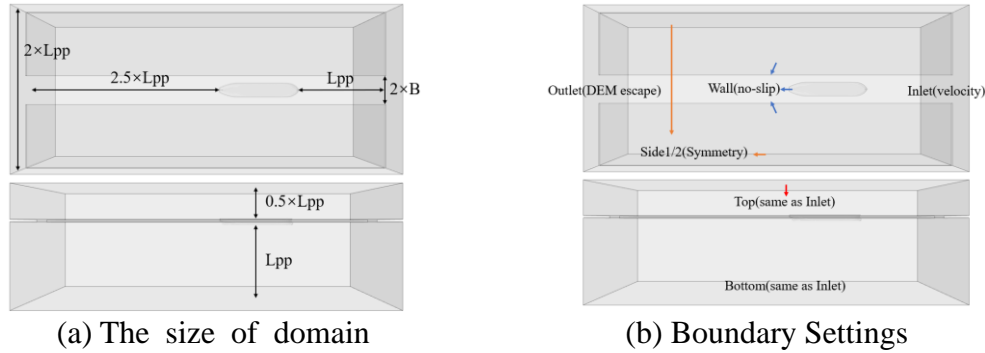 2×Lpp
2.5×Lpp
Lpp
2×B
0.5×Lpp
Lpp
(a) The size of domain
Outlet(DEM escape)
Wall(no-slip)
Inlet(velocity)
Side1/2(Symmetry)
Top(same as Inlet)
Bottom(same as Inlet)
(b) Boundary Settings